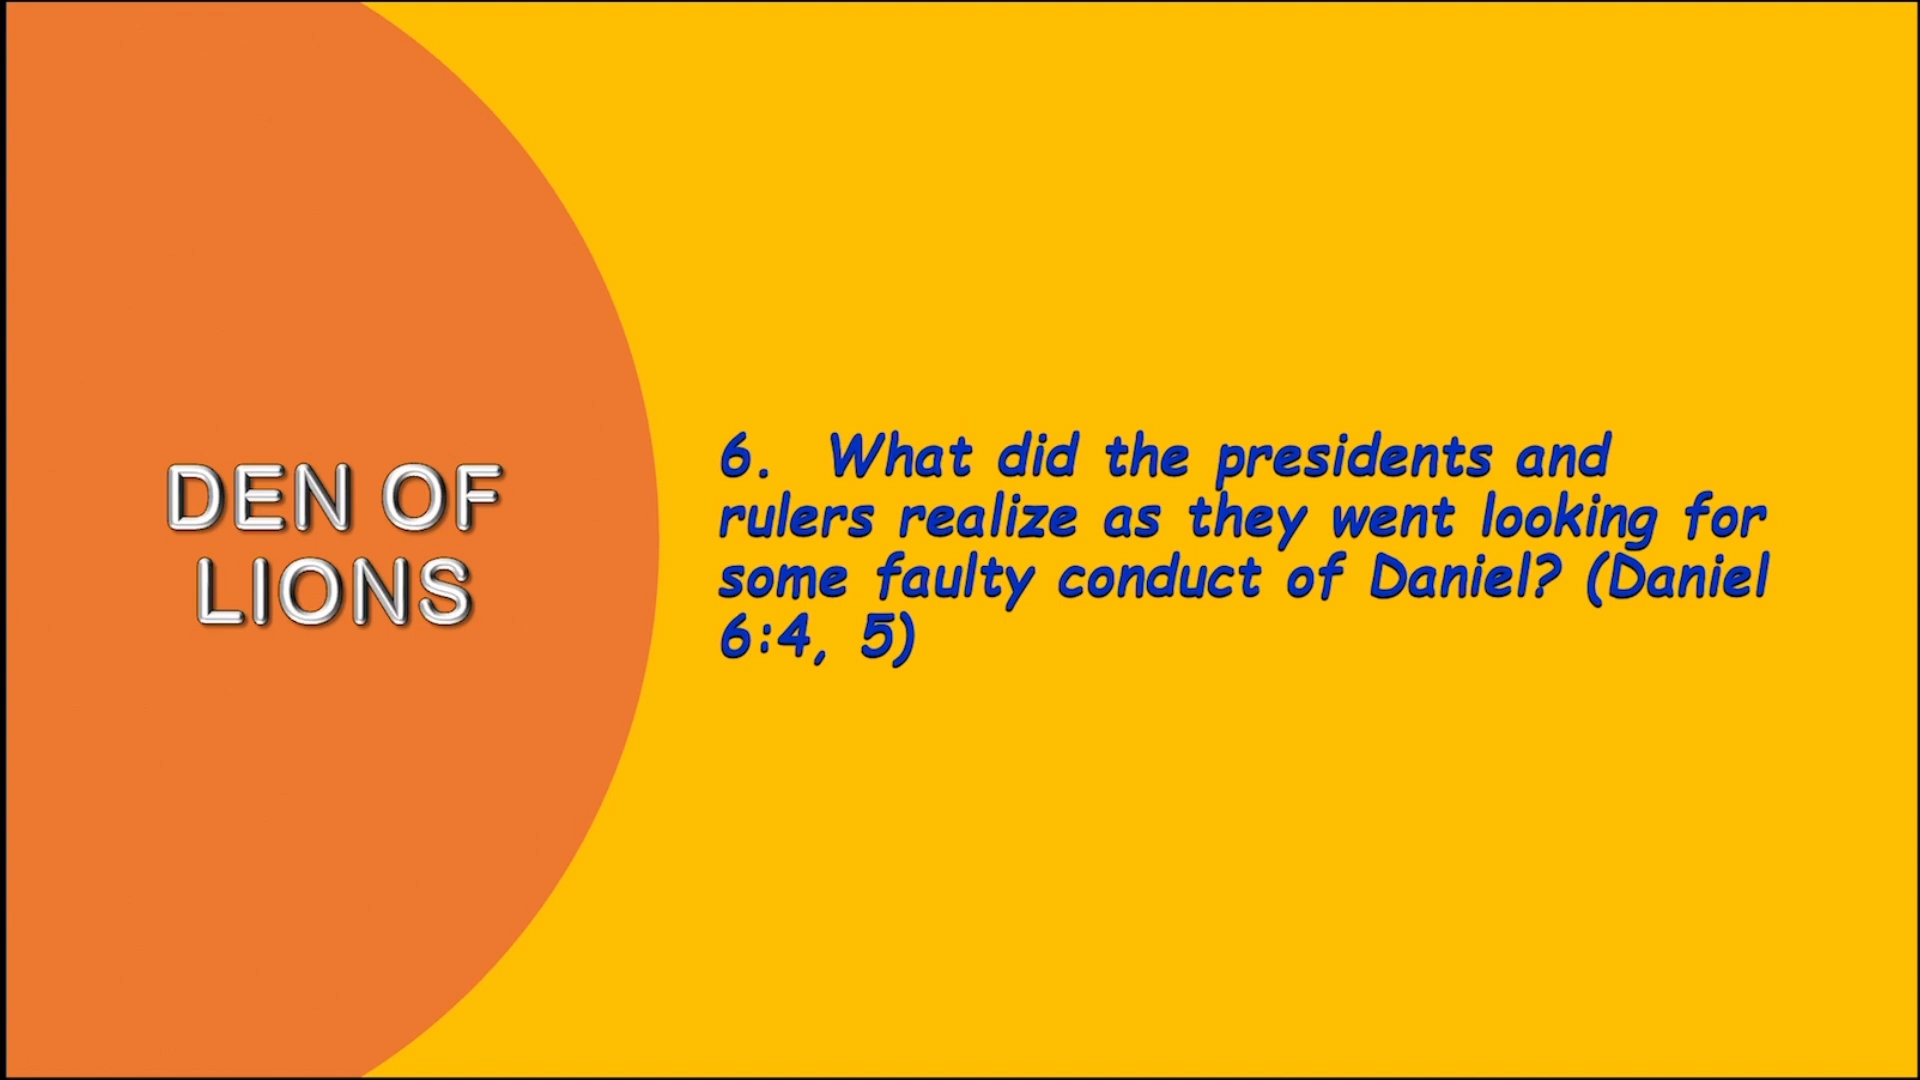 DEN OF
LIONS
6. What did the presidents and
rulers realize as they went looking for
some faulty conduct of Daniel? (Daniel
6:4, 5)